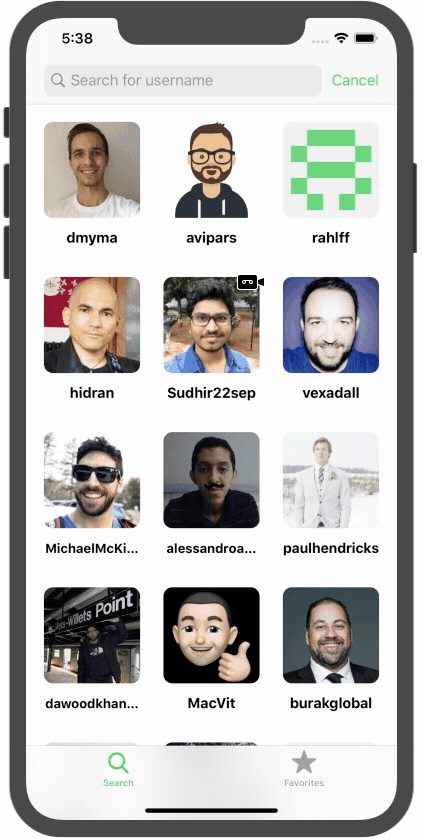 5:38
Search for username
Cancel
dmyma
avipars
rahlff
hidran
Sudhir22sep
vexadall
MichaelMcKi...
alessandroa...
paulhendricks
Mets-Willets Point
dawoodkhan...
MacVit
burakglobal
Search
Favorites